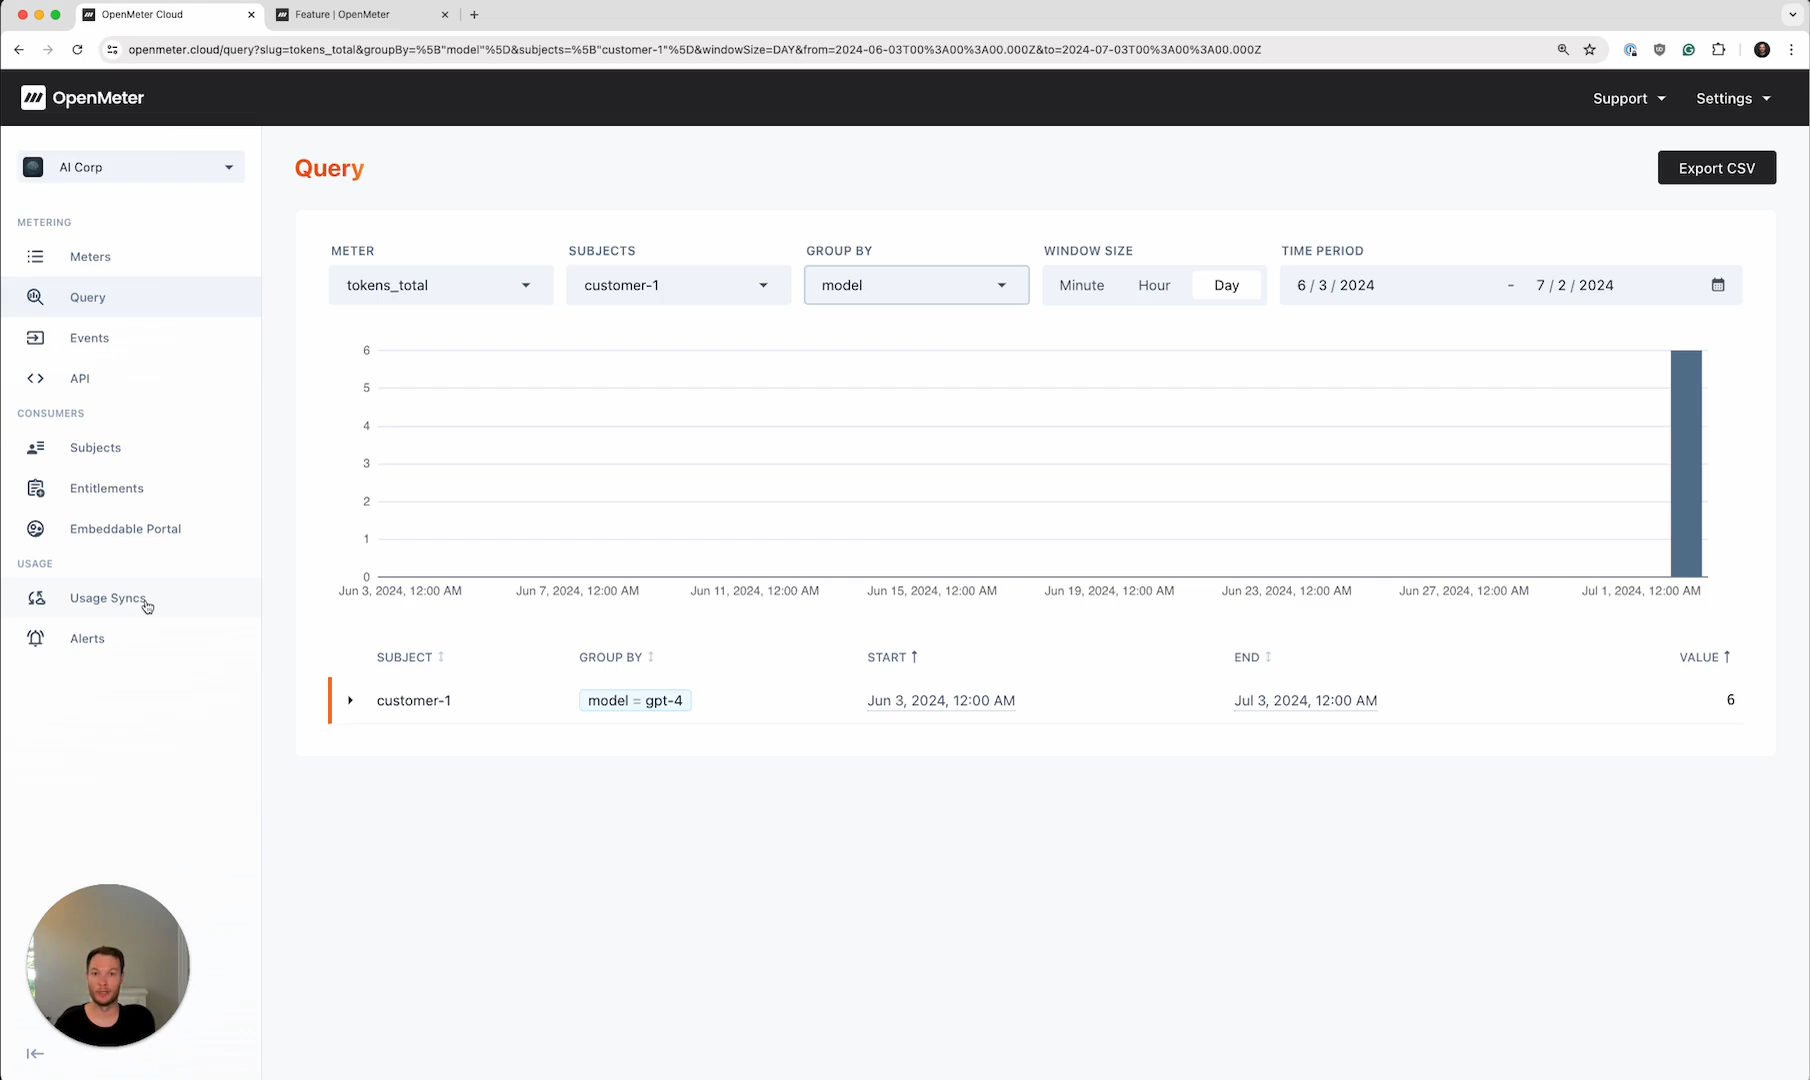 OpenMeter Cloud
Feature | OpenMeter
openmeter.cloud/query?slug=tokens_total&groupBy=%5B"model"%5D&subjects=%5B"customer-1"%5D&windowSize=DAY&from=2024-06-03T00%3A00%3A00.000Z&to=2024-07-03T00%3A00%3A00.000Z
OpenMeter
Support
Settings
AI Corp
METERING
Meters
Query
Events
API
CONSUMERS
Subjects
Entitlements
Embeddable Portal
USAGE
Usage Syncs
Alerts
Query
Export CSV
METER SUBJECTS GROUP BY WINDOW SIZE TIME PERIOD
tokens_total customer-1 model Minute Hour Day 6 / 3 / 2024 - 7 / 2 / 2024
6
5
4
3
2
1
0
Jun 3, 2024, 12:00 AM Jun 7, 2024, 12:00 AM Jun 11, 2024, 12:00 AM Jun 15, 2024, 12:00 AM Jun 19, 2024, 12:00 AM Jun 23, 2024, 12:00 AM Jun 27, 2024, 12:00 AM Jul 1, 2024, 12:00 AM
SUBJECT GROUP BY START END VALUE
customer-1 model = gpt-4 Jun 3, 2024, 12:00 AM Jul 3, 2024, 12:00 AM 6